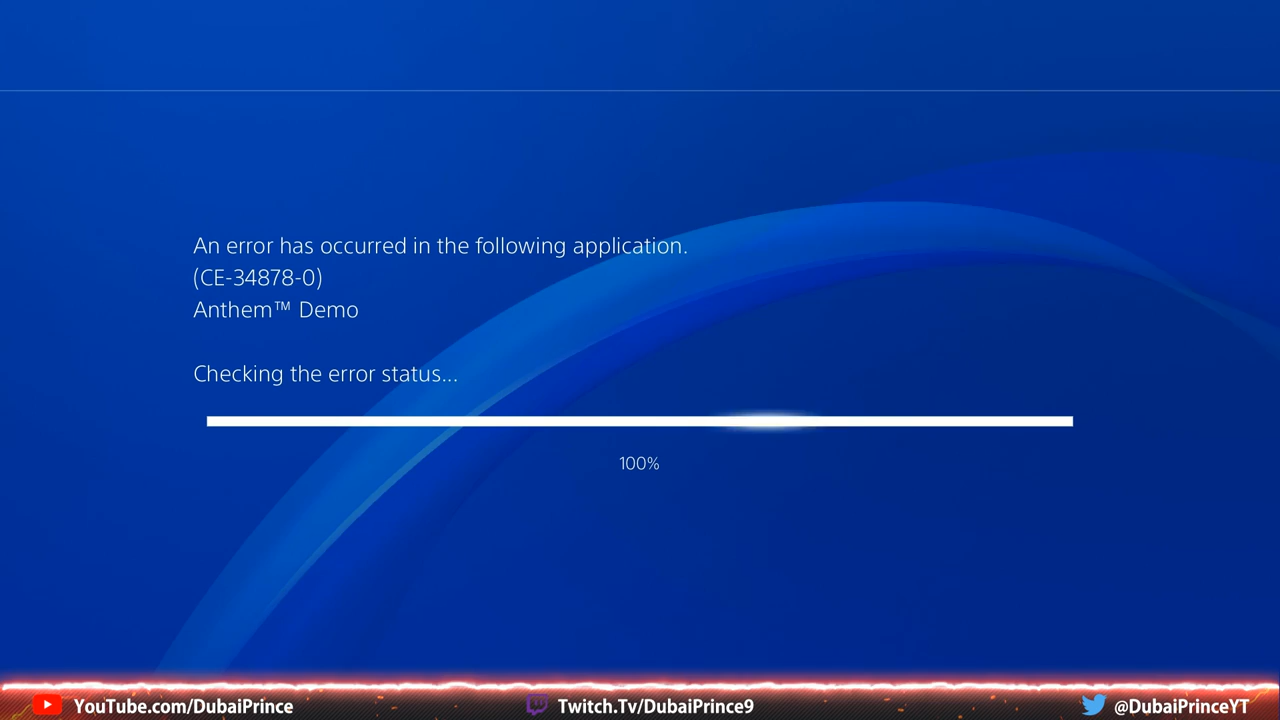 An error has occurred in the following application.
(CE-34878-0)
Anthem™ Demo
Checking the error status...
100%
YouTube.com/DubaiPrince
Twitch.Tv/DubaiPrince9
@DubaiPrinceYT